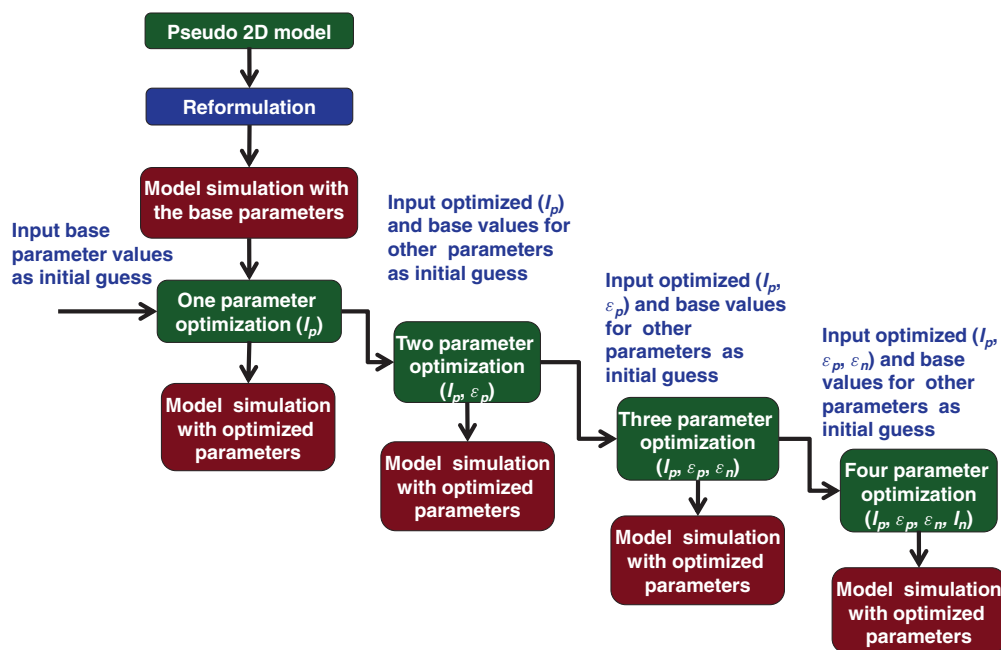 Pseudo 2D model
Reformulation
Model simulation with
the base parameters
Input base
parameter values
as initial guess
One parameter
optimization (lp)
Model simulation
with optimized
parameters
Input optimized (lp)
and base values for
other parameters
as initial guess
Two parameter
optimization
(lp, εp)
Model simulation
with optimized
parameters
Input optimized (lp,
εp) and base values
for other
parameters as
initial guess
Three parameter
optimization
(lp, εp, εn)
Model simulation
with optimized
parameters
Input optimized (lp,
εp, εn) and base
values for other
parameters as
initial guess
Four parameter
optimization
(lp, εp, εn, ln)
Model simulation
with optimized
parameters